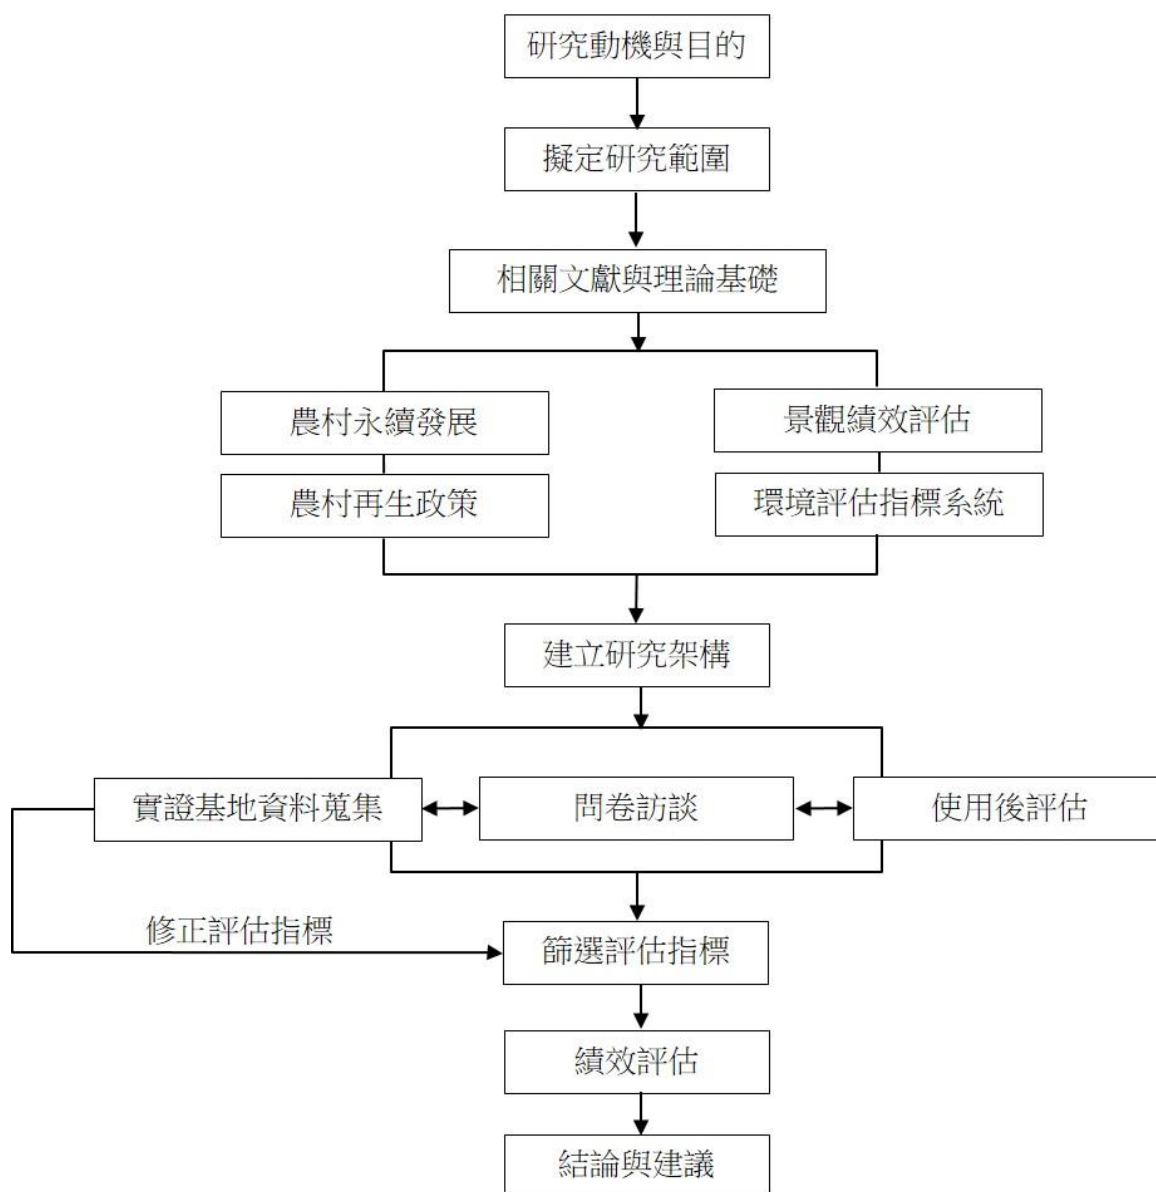 研究動機與目的
擬定研究範圍
相關文獻與理論基礎
農村永續發展
景觀績效評估
農村再生政策
環境評估指標系統
建立研究架構
實證基地資料蒐集
問卷訪談
使用後評估
修正評估指標
篩選評估指標
績效評估
結論與建議